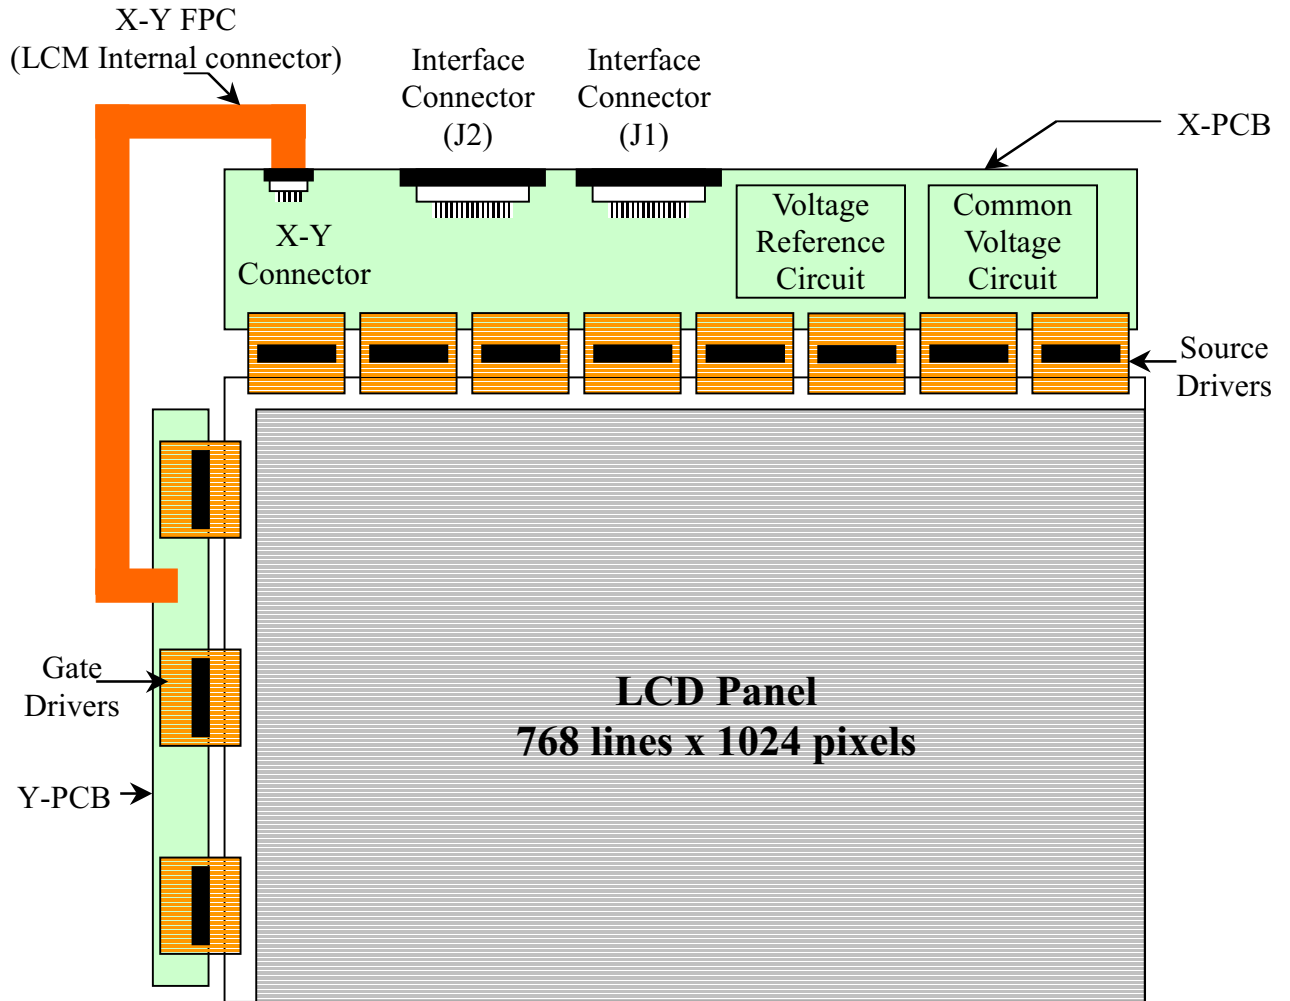 X-Y FPC
(LCM Internal connector)
Interface
Connector
(J2)
Interface
Connector
(J1)
X-PCB
X-Y
Connector
Voltage
Reference
Circuit
Common
Voltage
Circuit
Source
Drivers
Gate
Drivers
LCD Panel
768 lines x 1024 pixels
Y-PCB